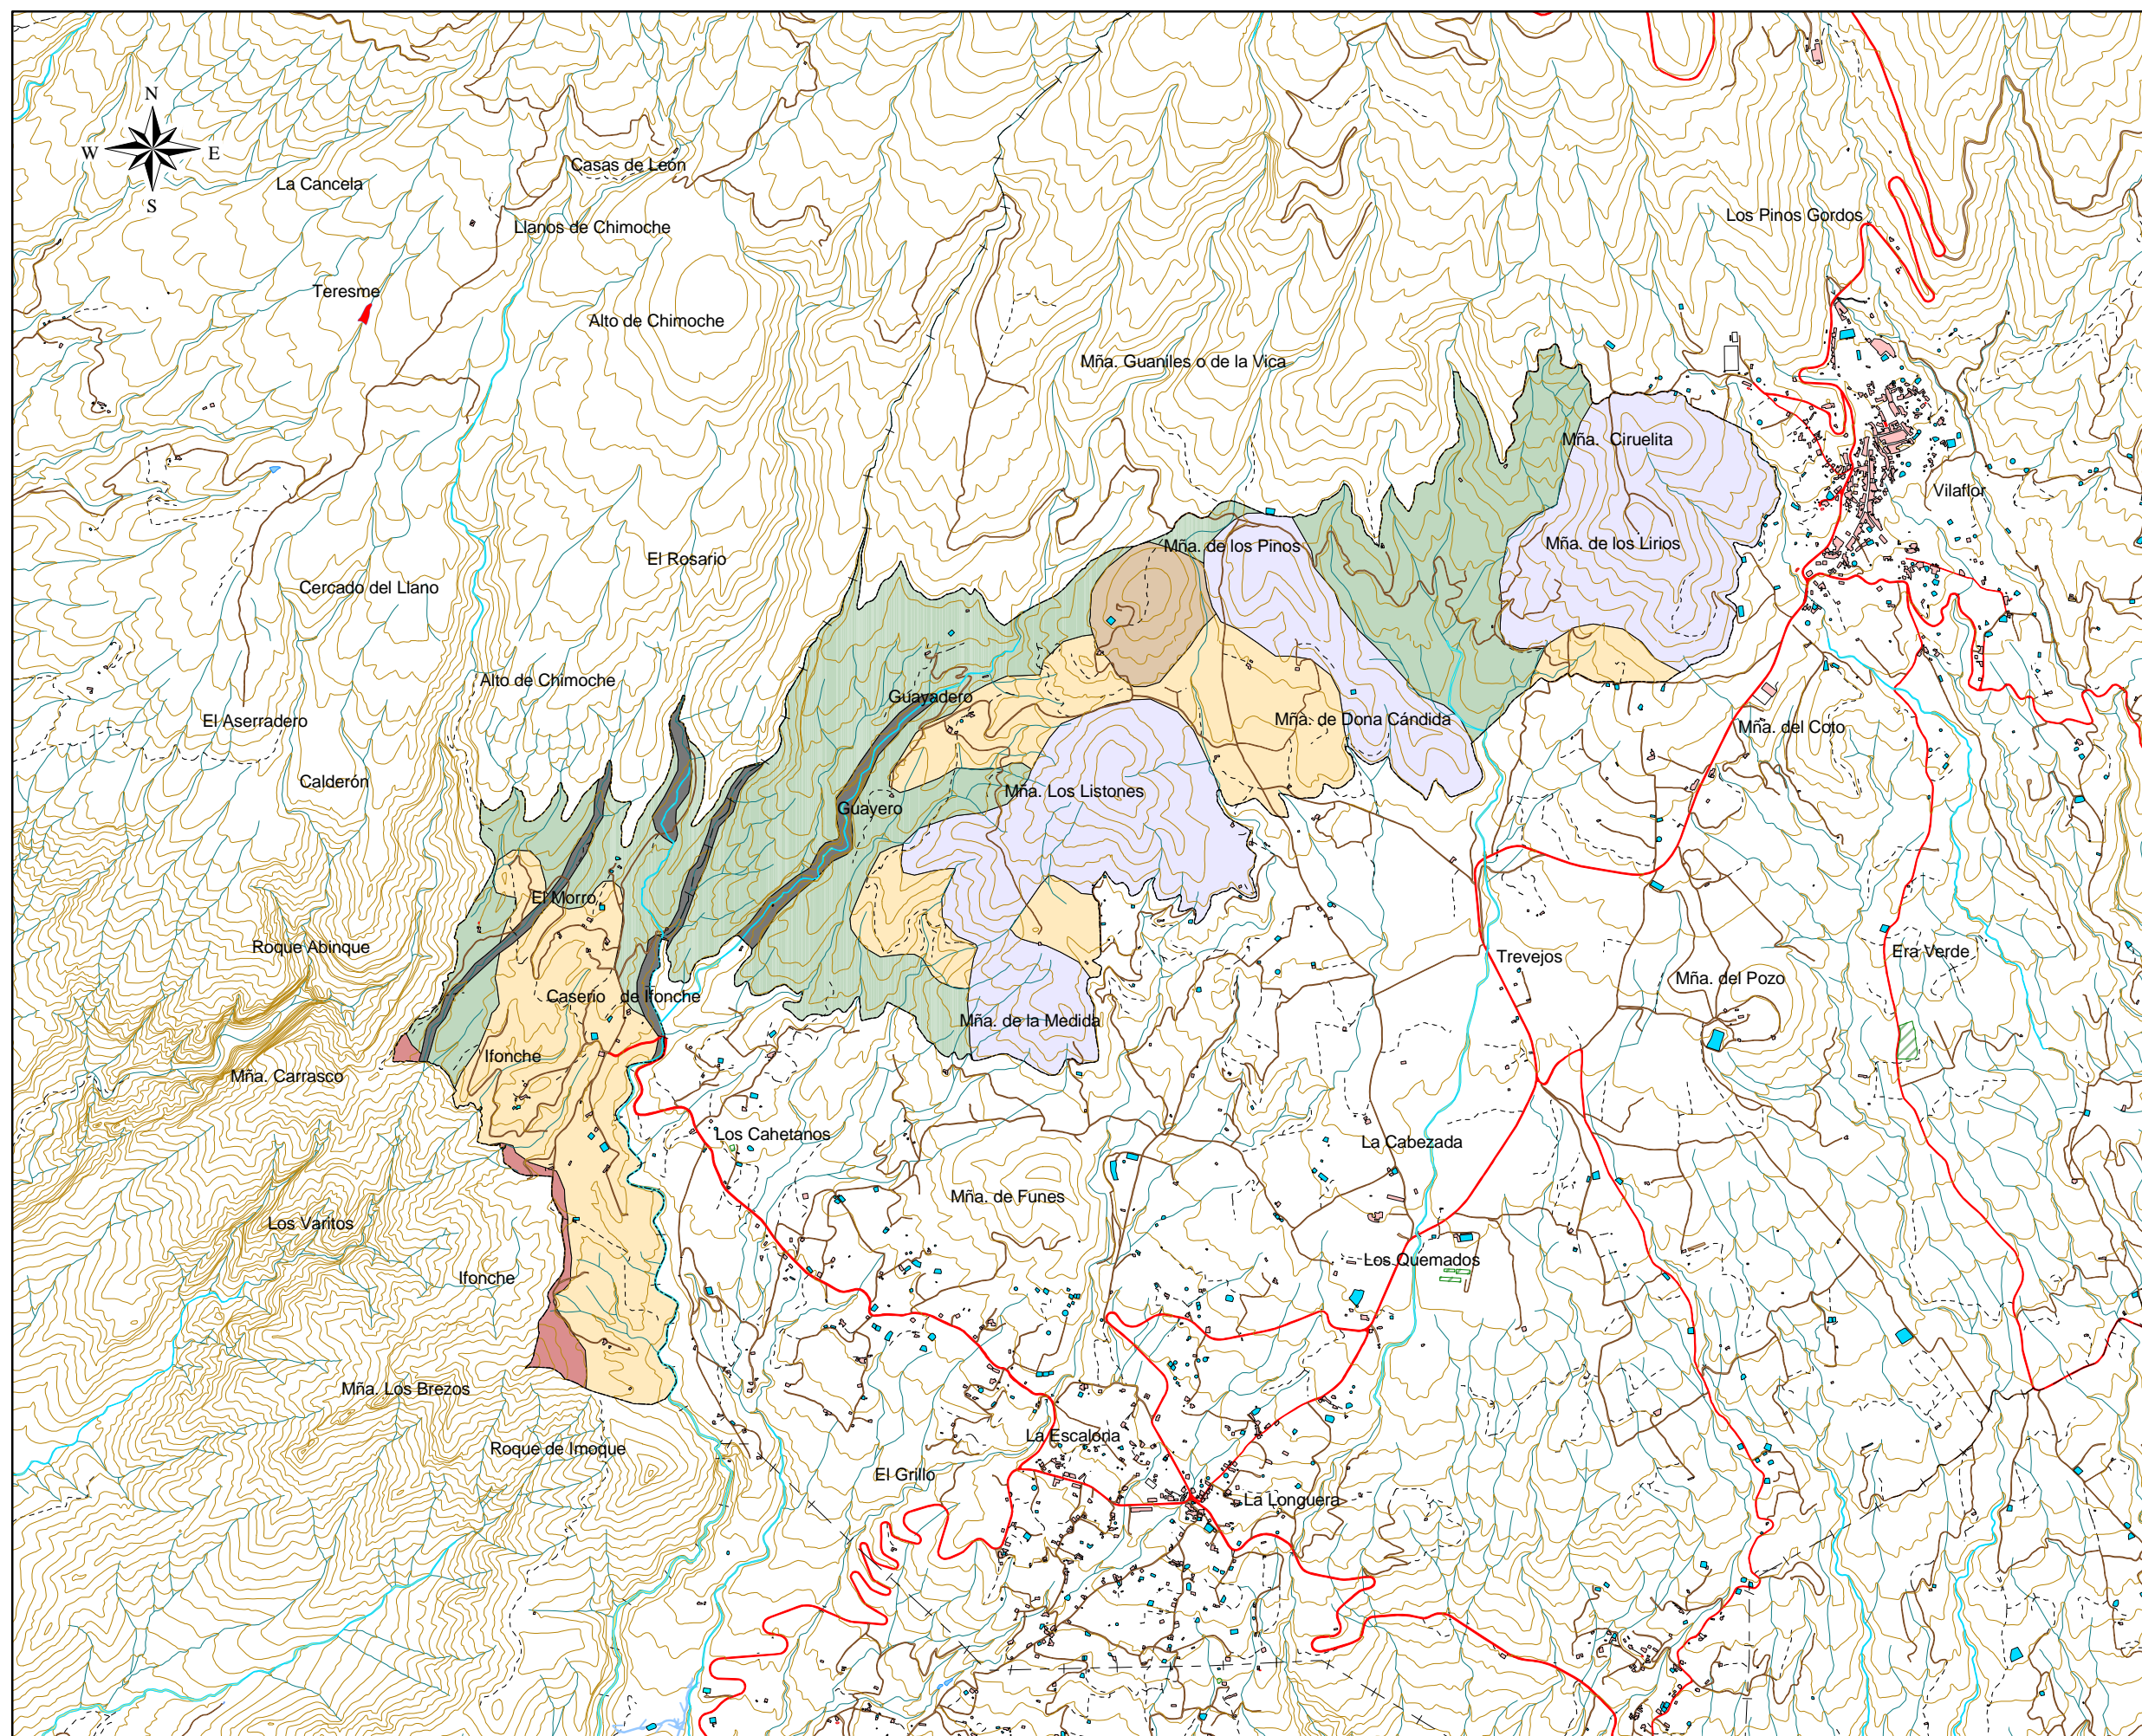 N
W E
S
Casas de León
La Cancela
Los Pinos Gordos
Llanos de Chimoche
Teresme
Alto de Chimoche
Mña. Guaniles o de la Vica
Mña. Ciruelita
Vilaflor
Mña. de los Pinos
Mña. de los Lirios
El Rosario
Cercado del Llano
Alto de Chimoche
Guayadero
El Aserradero
Mña. de Dona Cándida
Mña. del Coto
Calderón
Mña. Los Listones
Guayero
El Morro
Roque Abinque
Era Verde
Trevejos
Mña. del Pozo
Caserio de Ifonche
Mña. de la Medida
Ifonche
Mña. Carrasco
Los Cahetanos
La Cabezada
Mña. de Funes
Los Varitos
Los Quemados
Ifonche
Mña. Los Brezos
La Escalona
Roque de Imoque
El Grillo
La Longuera